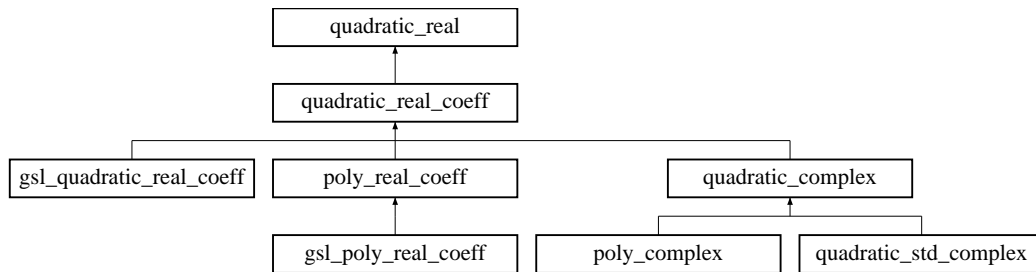 quadratic_real
quadratic_real_coeff
gsl_quadratic_real_coeff
poly_real_coeff
quadratic_complex
gsl_poly_real_coeff
poly_complex
quadratic_std_complex